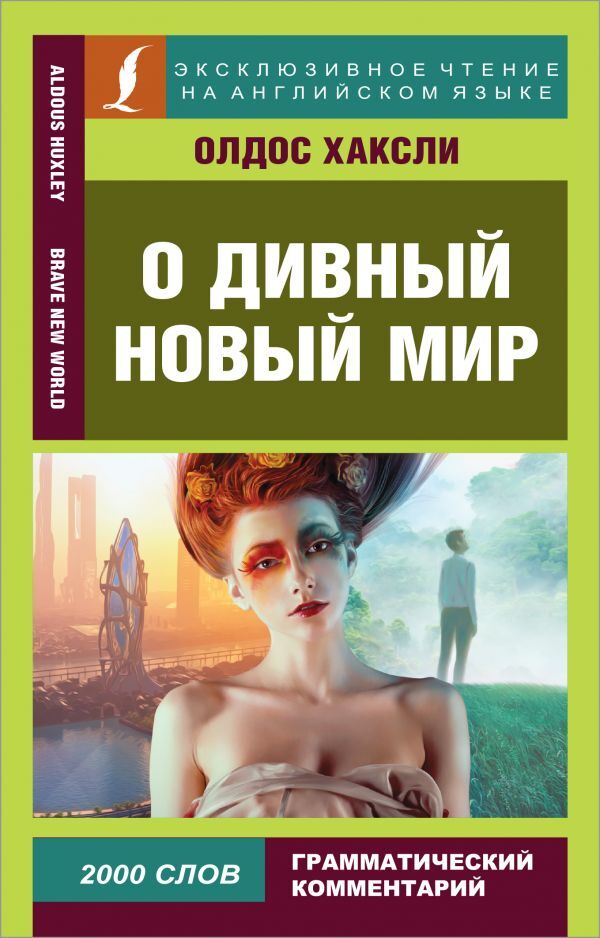 ALDOUS HUXLEY BRAVE NEW WORLD
ЭКСКЛЮЗИВНОЕ ЧТЕНИЕ
НА АНГЛИЙСКОМ ЯЗЫКЕ
ОЛДОС ХАКСЛИ
О ДИВНЫЙ
НОВЫЙ МИР
2000 СЛОВ
ГРАММАТИЧЕСКИЙ
КОММЕНТАРИЙ